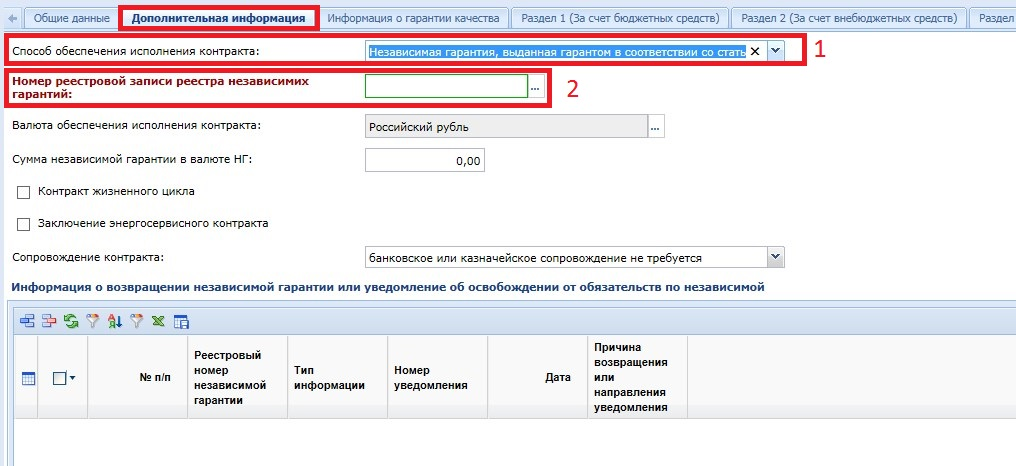 Общие данные Дополнительная информация Информация о гарантии качества Раздел 1 (За счет бюджетных средств) Раздел 2 (За счет внебюджетных средств) Раздел
Способ обеспечения исполнения контракта: Независимая гарантия, выданная гарантом в соответствии со стать 1
Номер реестровой записи реестра независимих
гарантий: ... 2
Валюта обеспечения исполнения контракта: Российский рубль ...
Сумма независимой гарантии в валюте НГ: 0,00
Контракт жизненного цикла
Заключение энергосервисного контракта
Сопровождение контракта: банковское или казначейское сопровождение не требуется
Информация о возвращении независимой гарантии или уведомление об освобождении от обязательств по независимой
№ п/п
Реестровый
номер
независимой
гарантии
Тип
информации
Номер
уведомления
Дата
Причина
возвращения
или
направления
уведомления